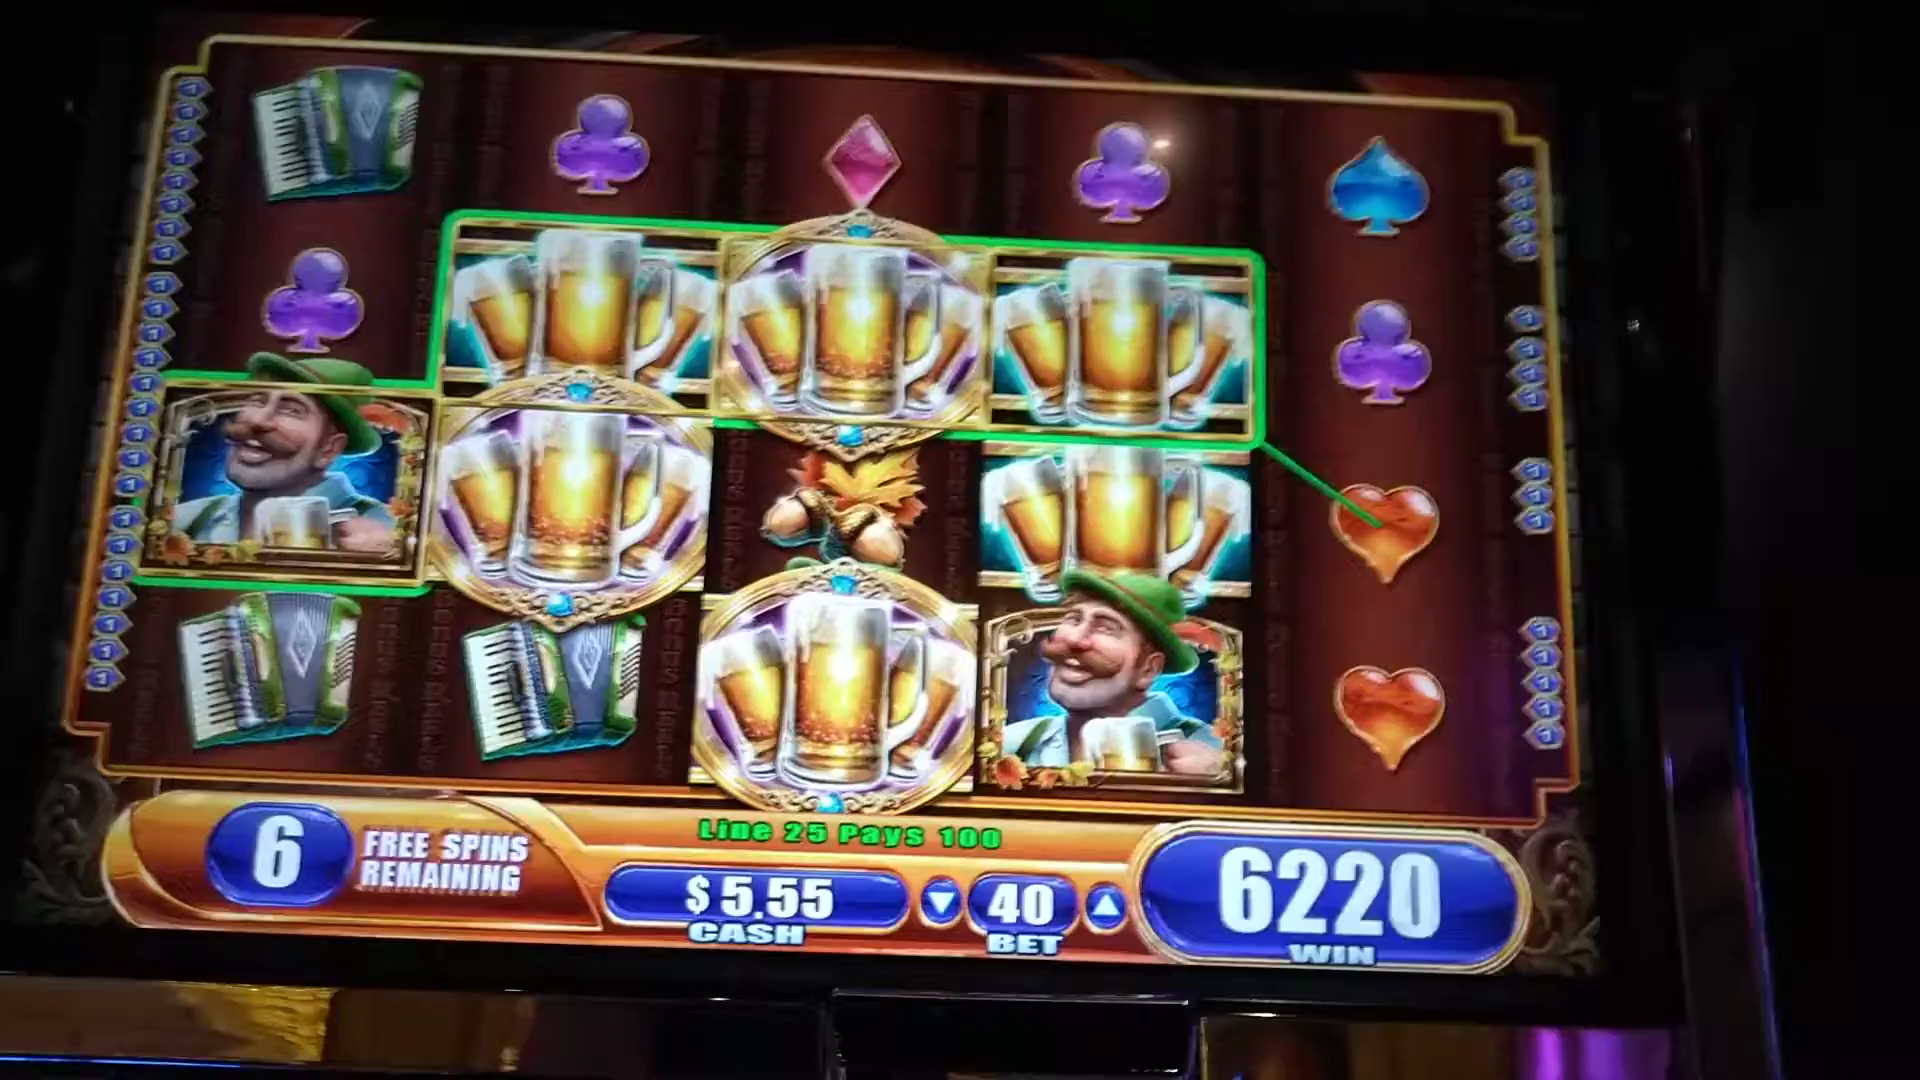 Line 25 Pays 100
6
FREE SPINS
REMAINING
$5.55
CASH
40
BET
6220
WIN